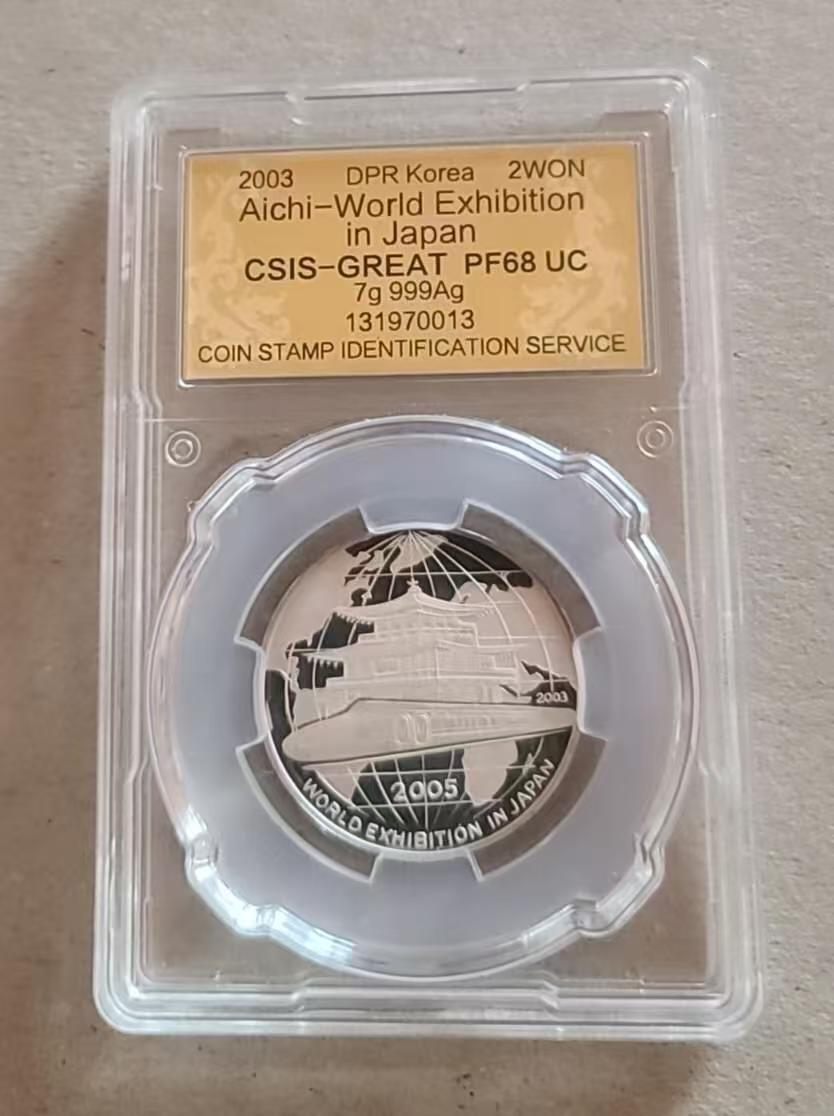 2003 DPR Korea 2WON
Aichi-World Exhibition
in Japan
CSIS-GREAT PF68 UC
7g 999Ag
131970013
COIN STAMP IDENTIFICATION SERVICE
2003
2005
WORLD EXHIBITION IN JAPAN